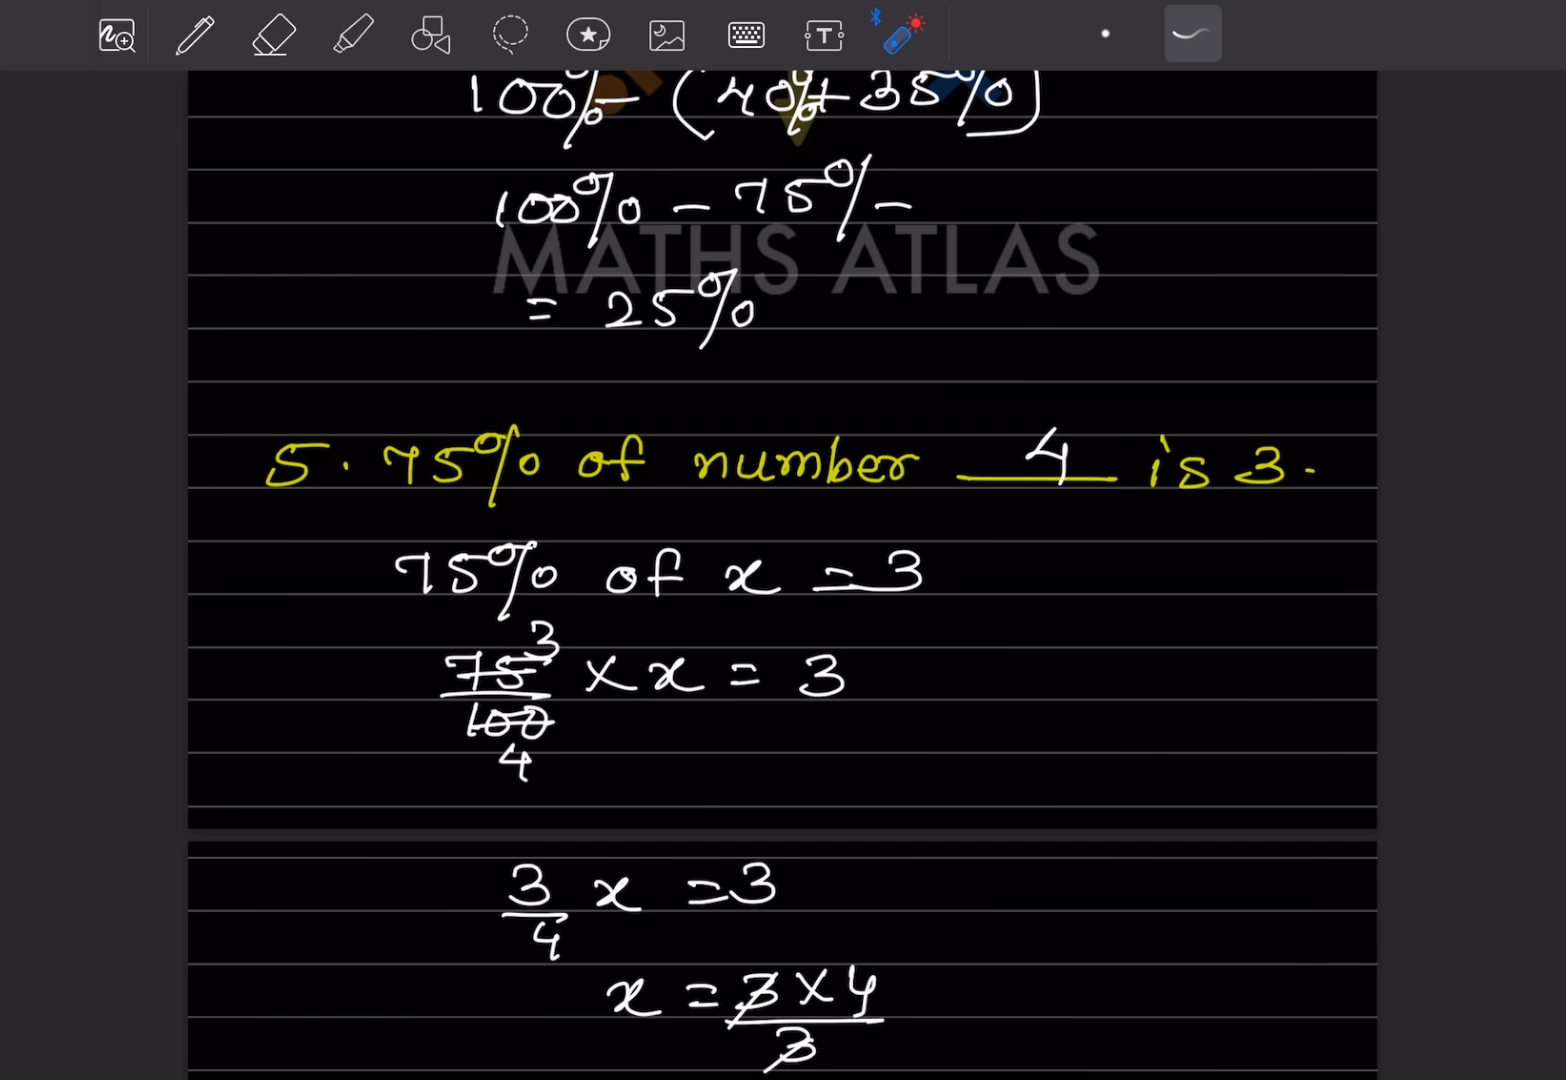 100% - (40% + 35%)
100% - 75%
MATHS ATLAS
= 25%
5. 75% of number 4 is 3.
75% of x = 3
3
75 × x = 3
100
4
3 x = 3
4
x = 3 × 4
3